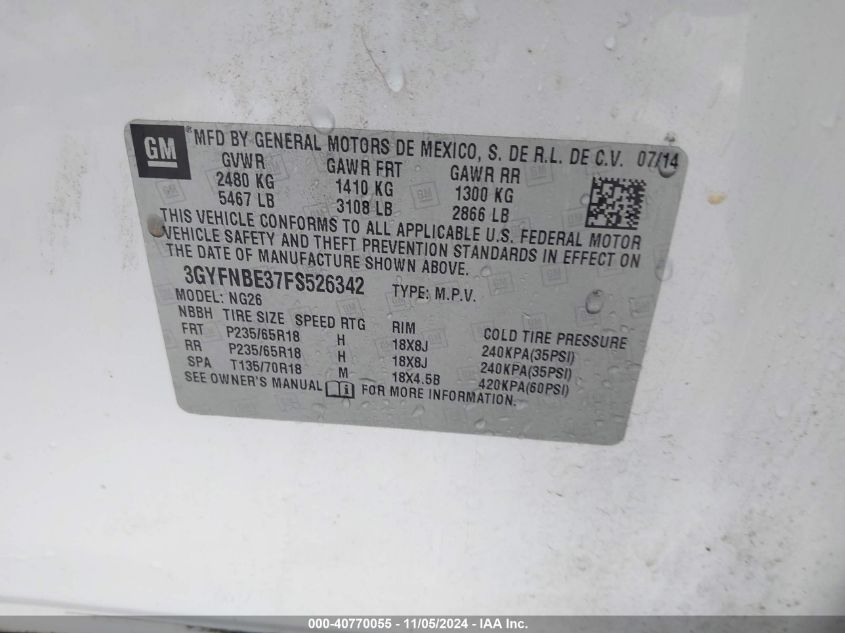 GM ® MFD BY GENERAL MOTORS DE MEXICO, S. DE R.L. DE C.V. 07/14
GVWR GAWR FRT GAWR RR
2480 KG 1410 KG 1300 KG
5467 LB 3108 LB 2866 LB
THIS VEHICLE CONFORMS TO ALL APPLICABLE U.S. FEDERAL MOTOR
VEHICLE SAFETY AND THEFT PREVENTION STANDARDS IN EFFECT ON
THE DATE OF MANUFACTURE SHOWN ABOVE.
3GYFNBE37FS526342 TYPE: M.P.V.
MODEL: NG26
NBBH TIRE SIZE SPEED RTG RIM COLD TIRE PRESSURE
FRT P235/65R18 H 18X8J 240KPA(35PSI)
RR P235/65R18 H 18X8J 240KPA(35PSI)
SPA T135/70R18 M 18X4.5B 420KPA(60PSI)
SEE OWNER'S MANUAL FOR MORE INFORMATION.
000-40770055 - 11/05/2024 - IAA Inc.